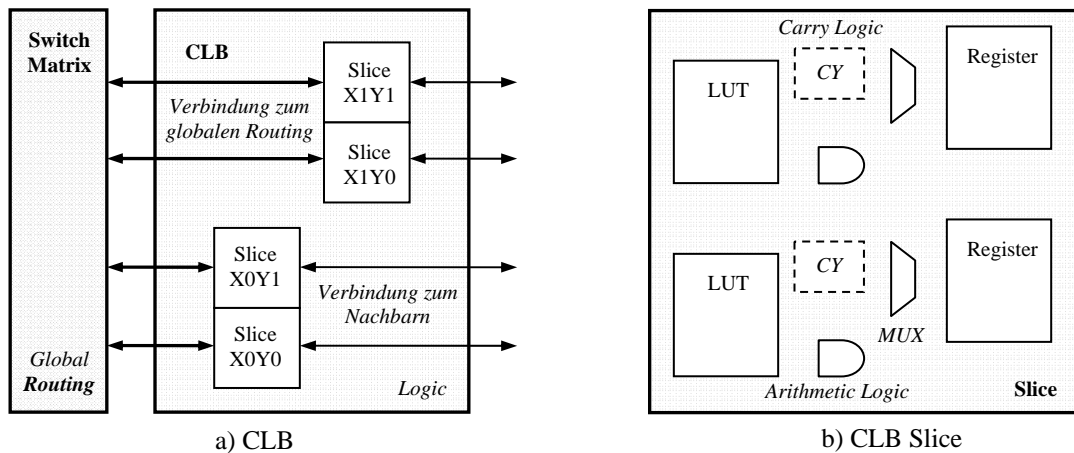 Switch
Matrix
Global
Routing
CLB
Slice
X1Y1
Verbindung zum
globalen Routing
Slice
X1Y0
Slice
X0Y1
Verbindung zum
Nachbarn
Slice
X0Y0
Logic
a) CLB
Carry Logic
CY
LUT
Register
CY
LUT
Register
MUX
Arithmetic Logic
Slice
b) CLB Slice